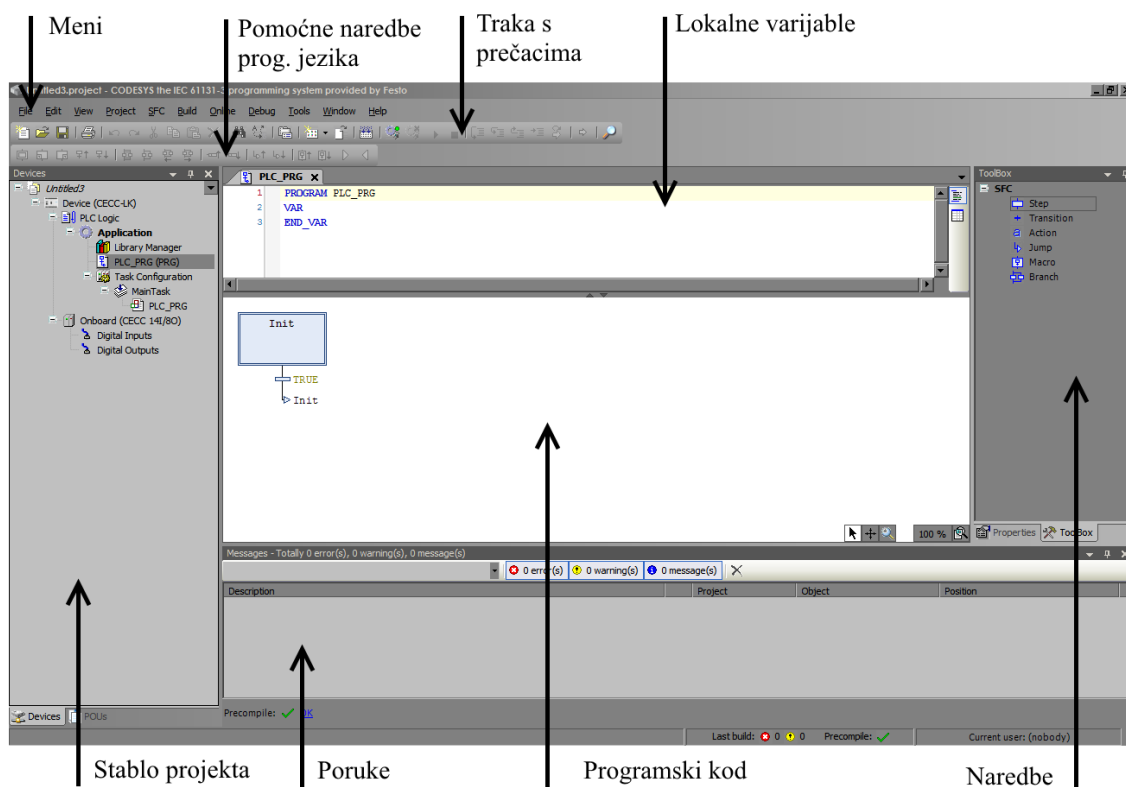 Meni
Pomoćne naredbe
prog. jezika
Traka s
prečacima
Lokalne varijable
Untitled3.project - CODESYS the IEC 61131-3 programming system provided by Festo
File Edit View Project SFC Build Online Debug Tools Window Help
Devices
Untitled3
Device (CECC-LK)
PLC Logic
Application
Library Manager
PLC_PRG (PRG)
Task Configuration
MainTask
PLC_PRG
Onboard (CECC 14I/8O)
Digital Inputs
Digital Outputs
Devices POUs
PLC_PRG
1 PROGRAM PLC_PRG
2 VAR
3 END_VAR
Init
TRUE
Init
100 %
ToolBox
SFC
Step
Transition
Action
Jump
Macro
Branch
Properties ToolBox
Messages - Totally 0 error(s), 0 warning(s), 0 message(s)
0 error(s) 0 warning(s) 0 message(s)
Description Project Object Position
Precompile: OK
Last build: 0 0 Precompile: Current user: (nobody)
Stablo projekta
Poruke
Programski kod
Naredbe